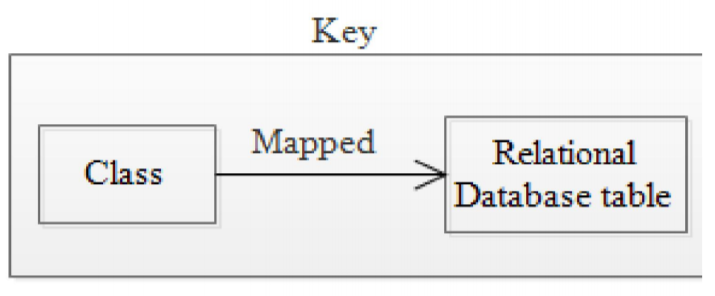 Key
Class
Mapped
Relational
Database table